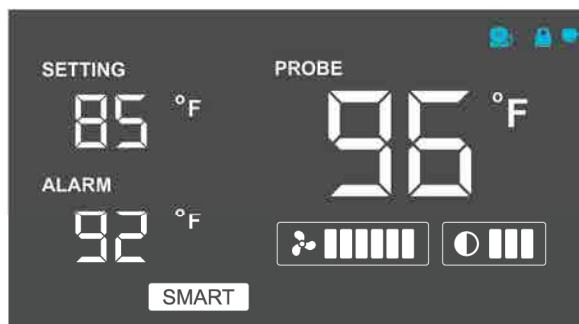 SETTING
85 °F
PROBE
96 °F
ALARM
92 °F
SMART